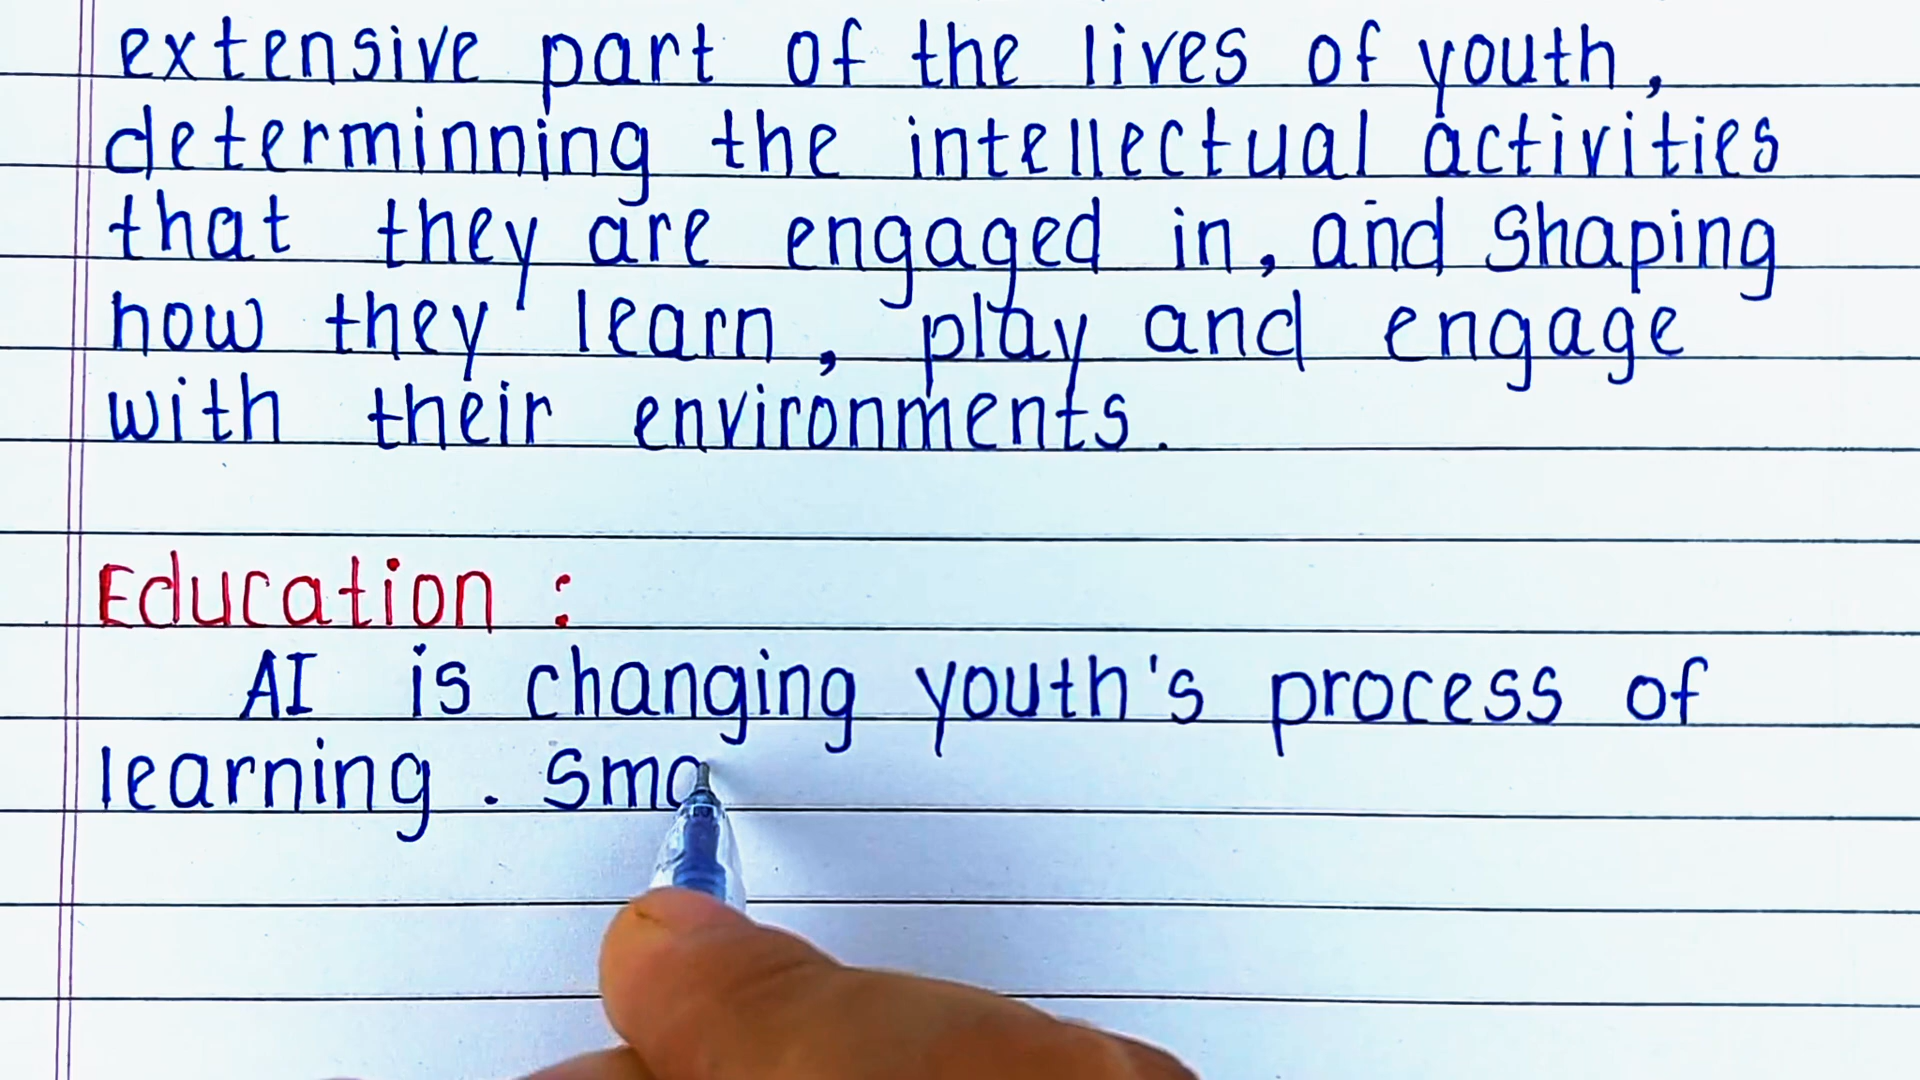 extensive part of the lives of youth,
determinning the intellectual activities
that they are engaged in, and shaping
how they learn, play and engage
with their environments.
Education :
AI is changing youth's process of
learning. Sma